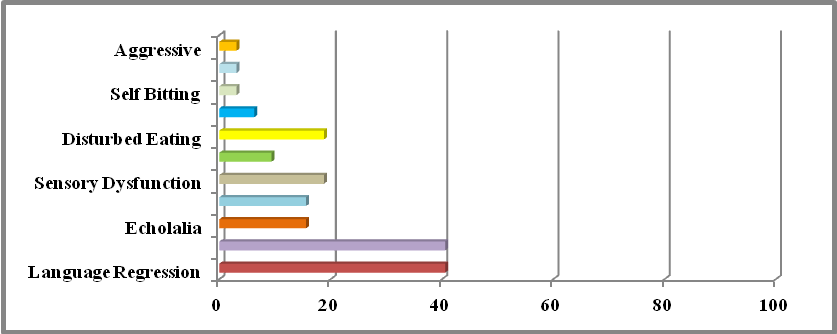 Aggressive
Self Bitting
Disturbed Eating
Sensory Dysfunction
Echolalia
Language Regression
0 20 40 60 80 100